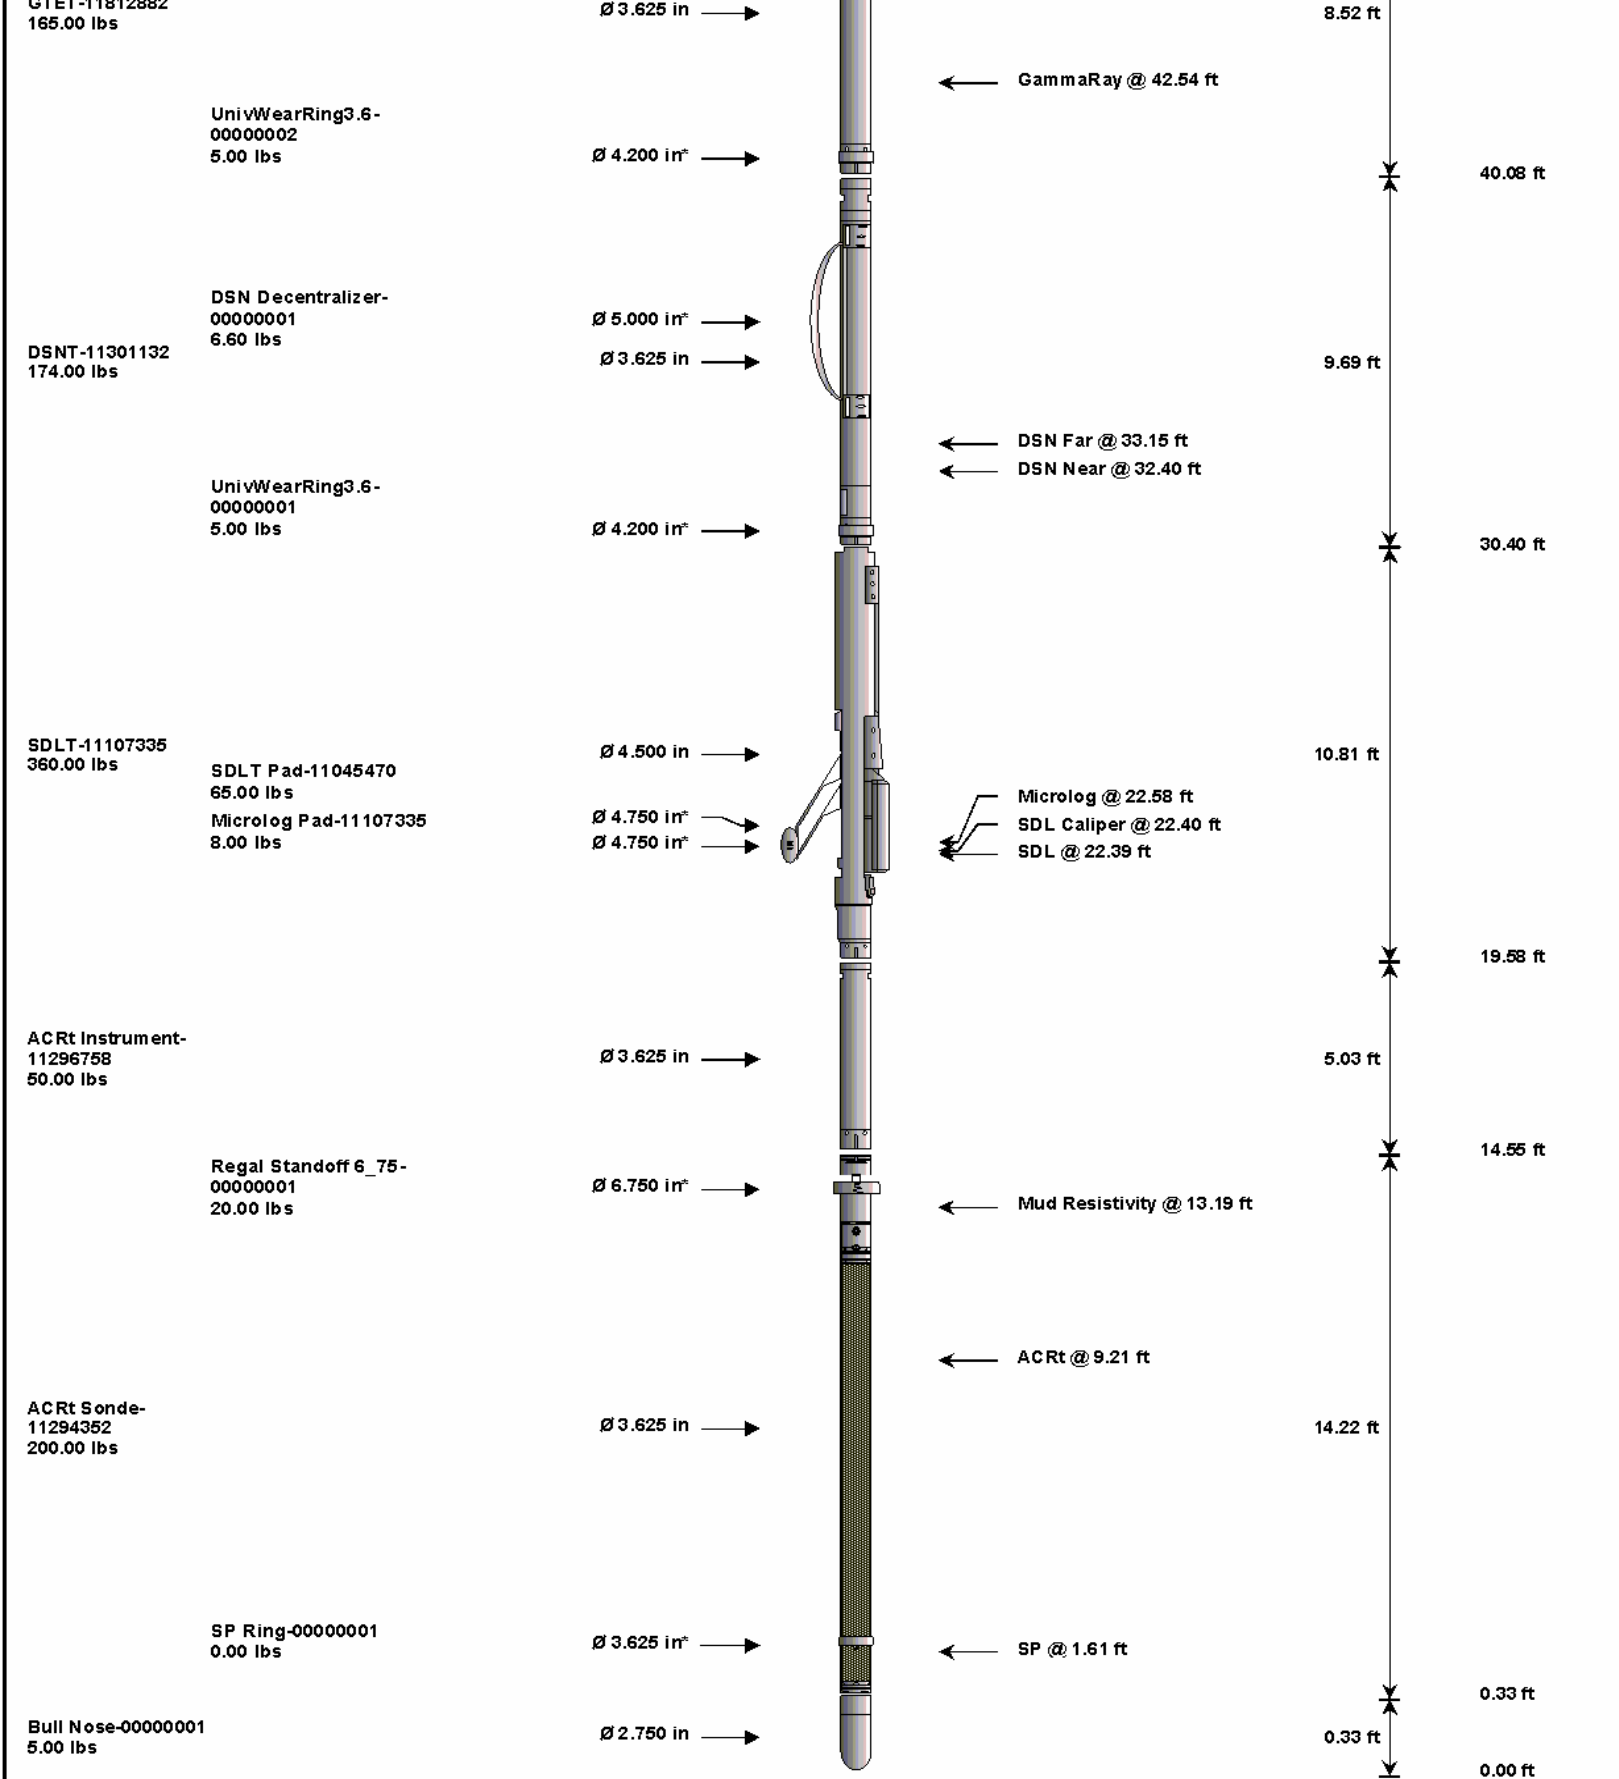 GTET-11812882
165.00 lbs
Ø 3.625 in
8.52 ft
GammaRay @ 42.54 ft
UnivWearRing3.6-
00000002
5.00 lbs
Ø 4.200 in*
40.08 ft
DSN Decentralizer-
00000001
6.60 lbs
Ø 5.000 in*
DSNT-11301132
174.00 lbs
Ø 3.625 in
9.69 ft
DSN Far @ 33.15 ft
DSN Near @ 32.40 ft
UnivWearRing3.6-
00000001
5.00 lbs
Ø 4.200 in*
30.40 ft
SDLT-11107335
360.00 lbs
Ø 4.500 in
10.81 ft
SDLT Pad-11045470
65.00 lbs
Microlog Pad-11107335
8.00 lbs
Ø 4.750 in*
Ø 4.750 in*
Microlog @ 22.58 ft
SDL Caliper @ 22.40 ft
SDL @ 22.39 ft
19.58 ft
ACRt Instrument-
11296758
50.00 lbs
Ø 3.625 in
5.03 ft
14.55 ft
Regal Standoff 6_75-
00000001
20.00 lbs
Ø 6.750 in*
Mud Resistivity @ 13.19 ft
ACRt @ 9.21 ft
ACRt Sonde-
11294352
200.00 lbs
Ø 3.625 in
14.22 ft
SP Ring-00000001
0.00 lbs
Ø 3.625 in*
SP @ 1.61 ft
0.33 ft
Bull Nose-00000001
5.00 lbs
Ø 2.750 in
0.33 ft
0.00 ft